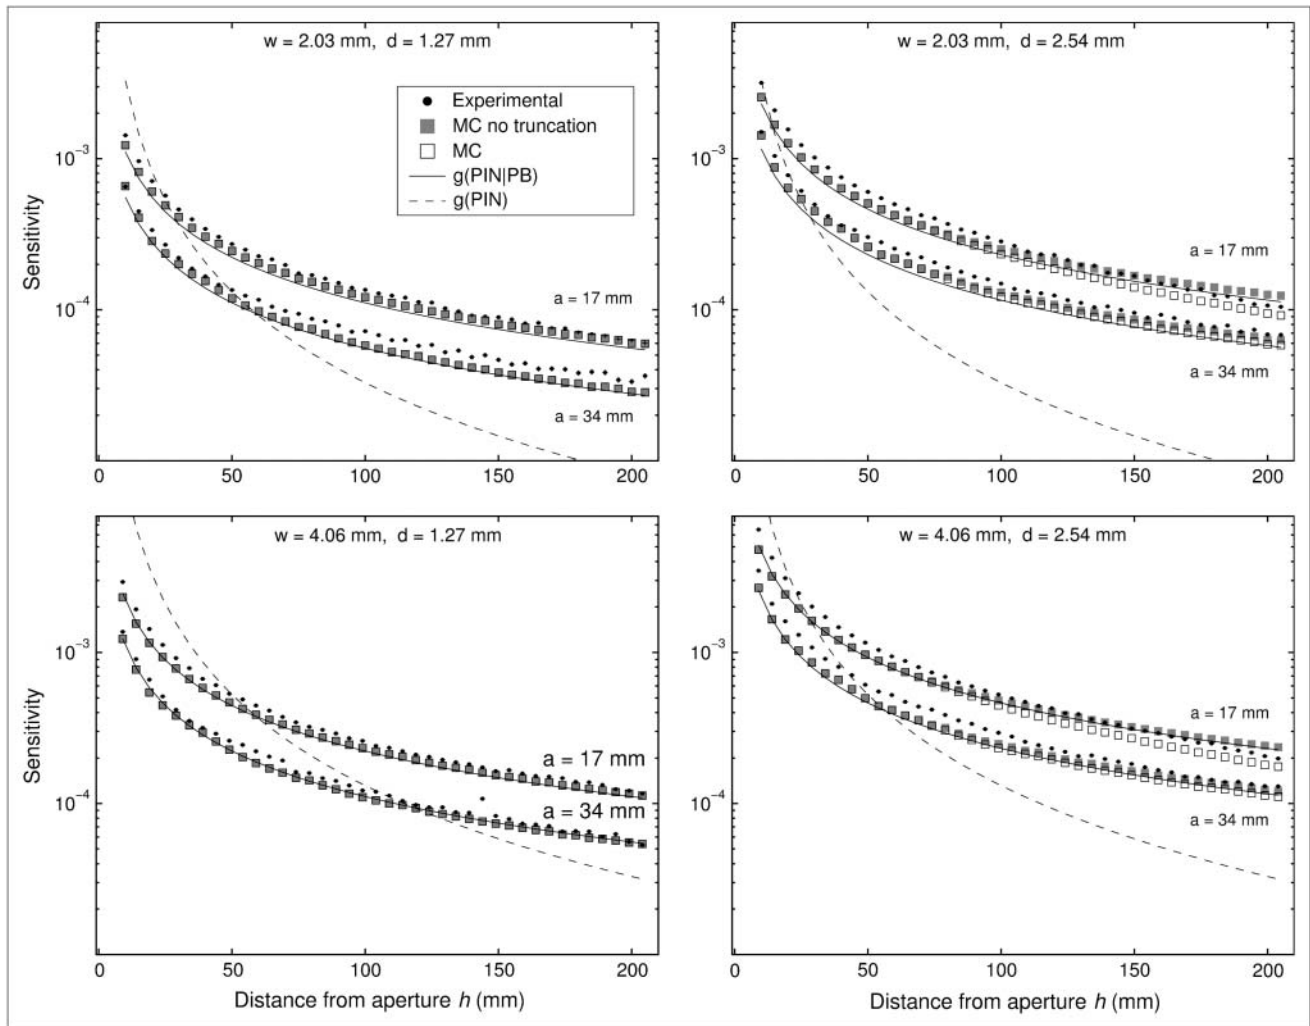 w = 2.03 mm, d = 1.27 mm
Experimental
MC no truncation
MC
g(PIN|PB)
g(PIN)
10⁻³
10⁻⁴
Sensitivity
a = 17 mm
a = 34 mm
0 50 100 150 200
w = 2.03 mm, d = 2.54 mm
10⁻³
10⁻⁴
a = 17 mm
a = 34 mm
0 50 100 150 200
w = 4.06 mm, d = 1.27 mm
10⁻³
10⁻⁴
Sensitivity
a = 17 mm
a = 34 mm
0 50 100 150 200
Distance from aperture h (mm)
w = 4.06 mm, d = 2.54 mm
10⁻³
10⁻⁴
a = 17 mm
a = 34 mm
0 50 100 150 200
Distance from aperture h (mm)